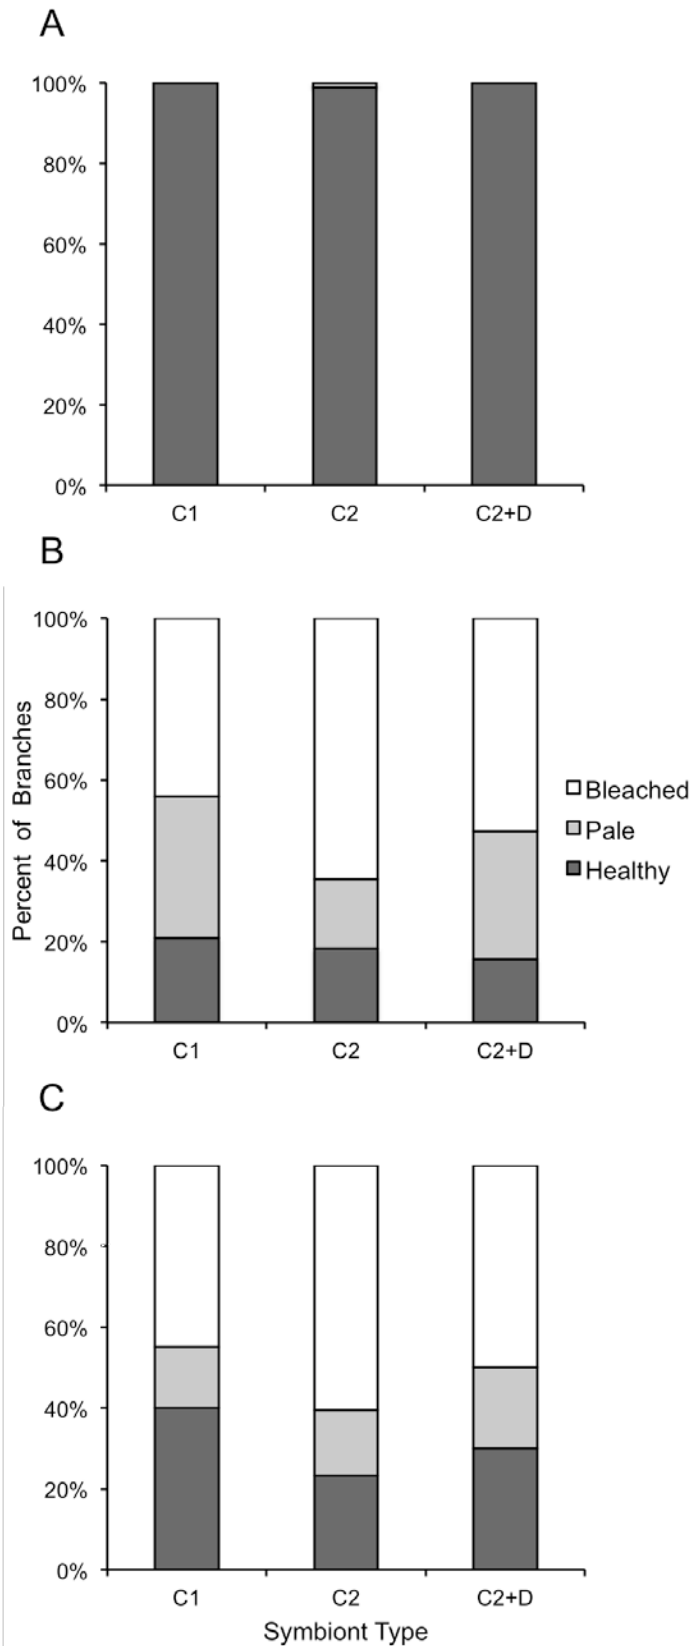 A
100%
80%
60%
40%
20%
0%
C1 C2 C2+D
B
100%
80%
60%
40%
20%
0%
C1 C2 C2+D
Percent of Branches
Bleached
Pale
Healthy
C
100%
80%
60%
40%
20%
0%
C1 C2 C2+D
Symbiont Type